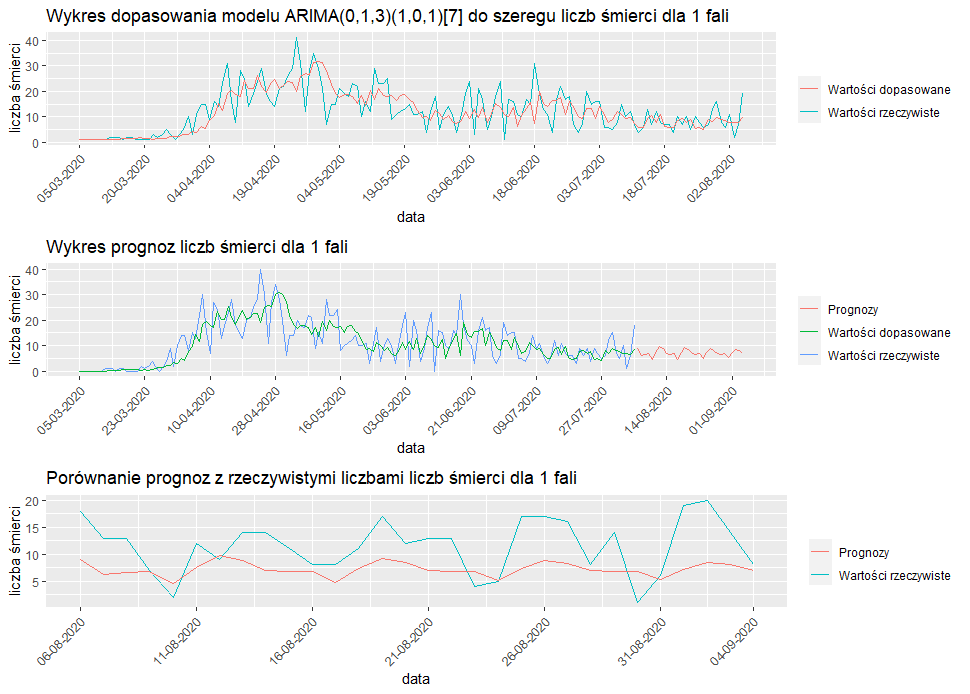 Wykres dopasowania modelu ARIMA(0,1,3)(1,0,1)[7] do szeregu liczb śmierci dla 1 fali
liczba śmierci
40
30
20
10
0
05-03-2020
20-03-2020
04-04-2020
19-04-2020
04-05-2020
19-05-2020
03-06-2020
18-06-2020
03-07-2020
18-07-2020
02-08-2020
data
Wartości dopasowane
Wartości rzeczywiste
Wykres prognoz liczb śmierci dla 1 fali
liczba śmierci
40
30
20
10
0
05-03-2020
23-03-2020
10-04-2020
28-04-2020
16-05-2020
03-06-2020
21-06-2020
09-07-2020
27-07-2020
14-08-2020
01-09-2020
data
Prognozy
Wartości dopasowane
Wartości rzeczywiste
Porównanie prognoz z rzeczywistymi liczbami liczb śmierci dla 1 fali
liczba śmierci
20
15
10
5
06-08-2020
11-08-2020
16-08-2020
21-08-2020
26-08-2020
31-08-2020
04-09-2020
data
Prognozy
Wartości rzeczywiste